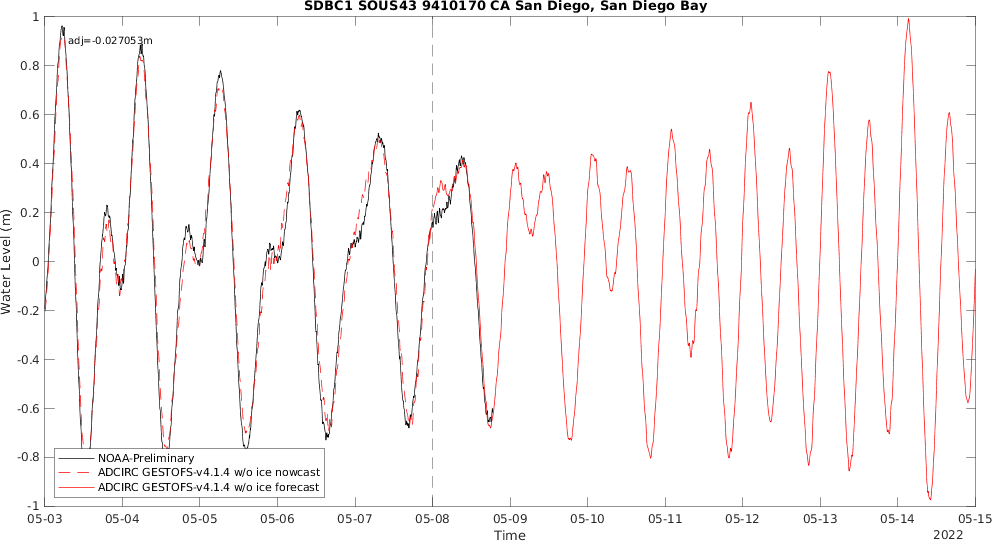 SDBC1 SOUS43 9410170 CA San Diego, San Diego Bay
adj=-0.027053m
Water Level (m)
1
0.8
0.6
0.4
0.2
0
-0.2
-0.4
-0.6
-0.8
-1
NOAA-Preliminary
ADCIRC GESTOFS-v4.1.4 w/o ice nowcast
ADCIRC GESTOFS-v4.1.4 w/o ice forecast
05-03 05-04 05-05 05-06 05-07 05-08 05-09 05-10 05-11 05-12 05-13 05-14 05-15
Time
2022